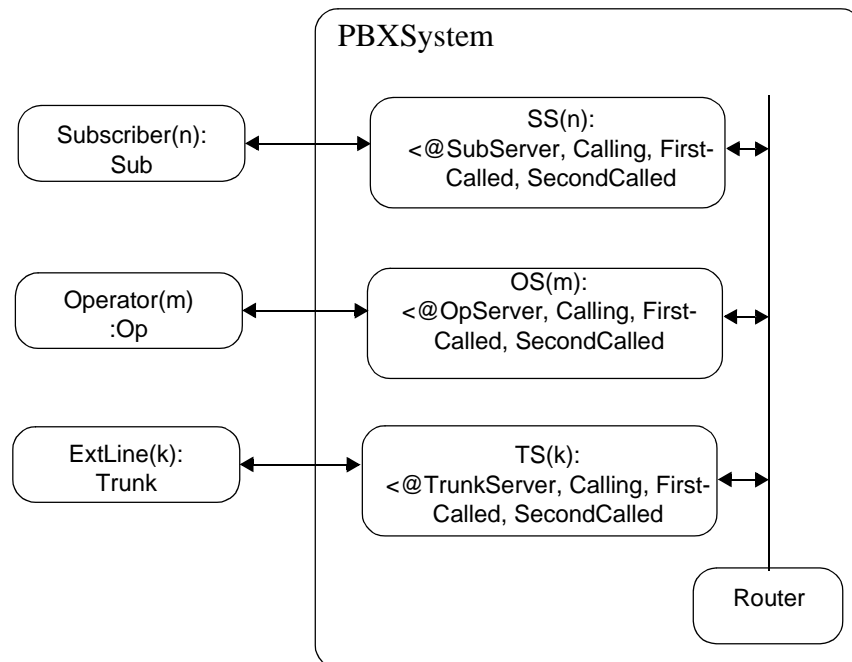 PBXSystem
Subscriber(n):
Sub
SS(n):
<@SubServer, Calling, First-
Called, SecondCalled
Operator(m)
:Op
OS(m):
<@OpServer, Calling, First-
Called, SecondCalled
ExtLine(k):
Trunk
TS(k):
<@TrunkServer, Calling, First-
Called, SecondCalled
Router